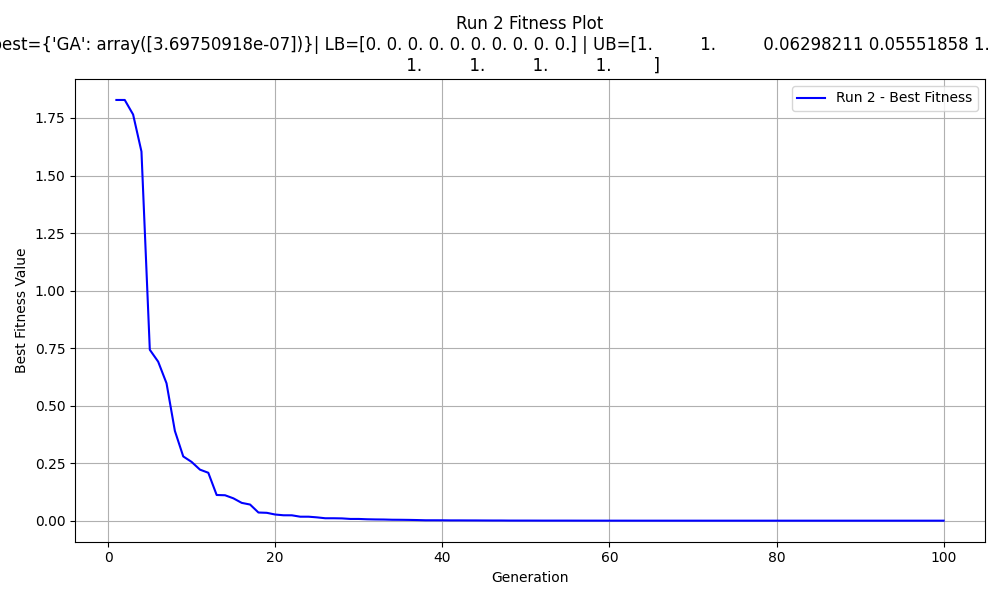 Run 2 Fitness Plot
best={'GA': array([3.69750918e-07])}| LB=[0. 0. 0. 0. 0. 0. 0. 0. 0. 0.] | UB=[1. 1. 0.06298211 0.05551858 1.
1. 1. 1. 1. ]
Run 2 - Best Fitness
1.75
1.50
1.25
1.00
0.75
0.50
0.25
0.00
Best Fitness Value
0 20 40 60 80 100
Generation